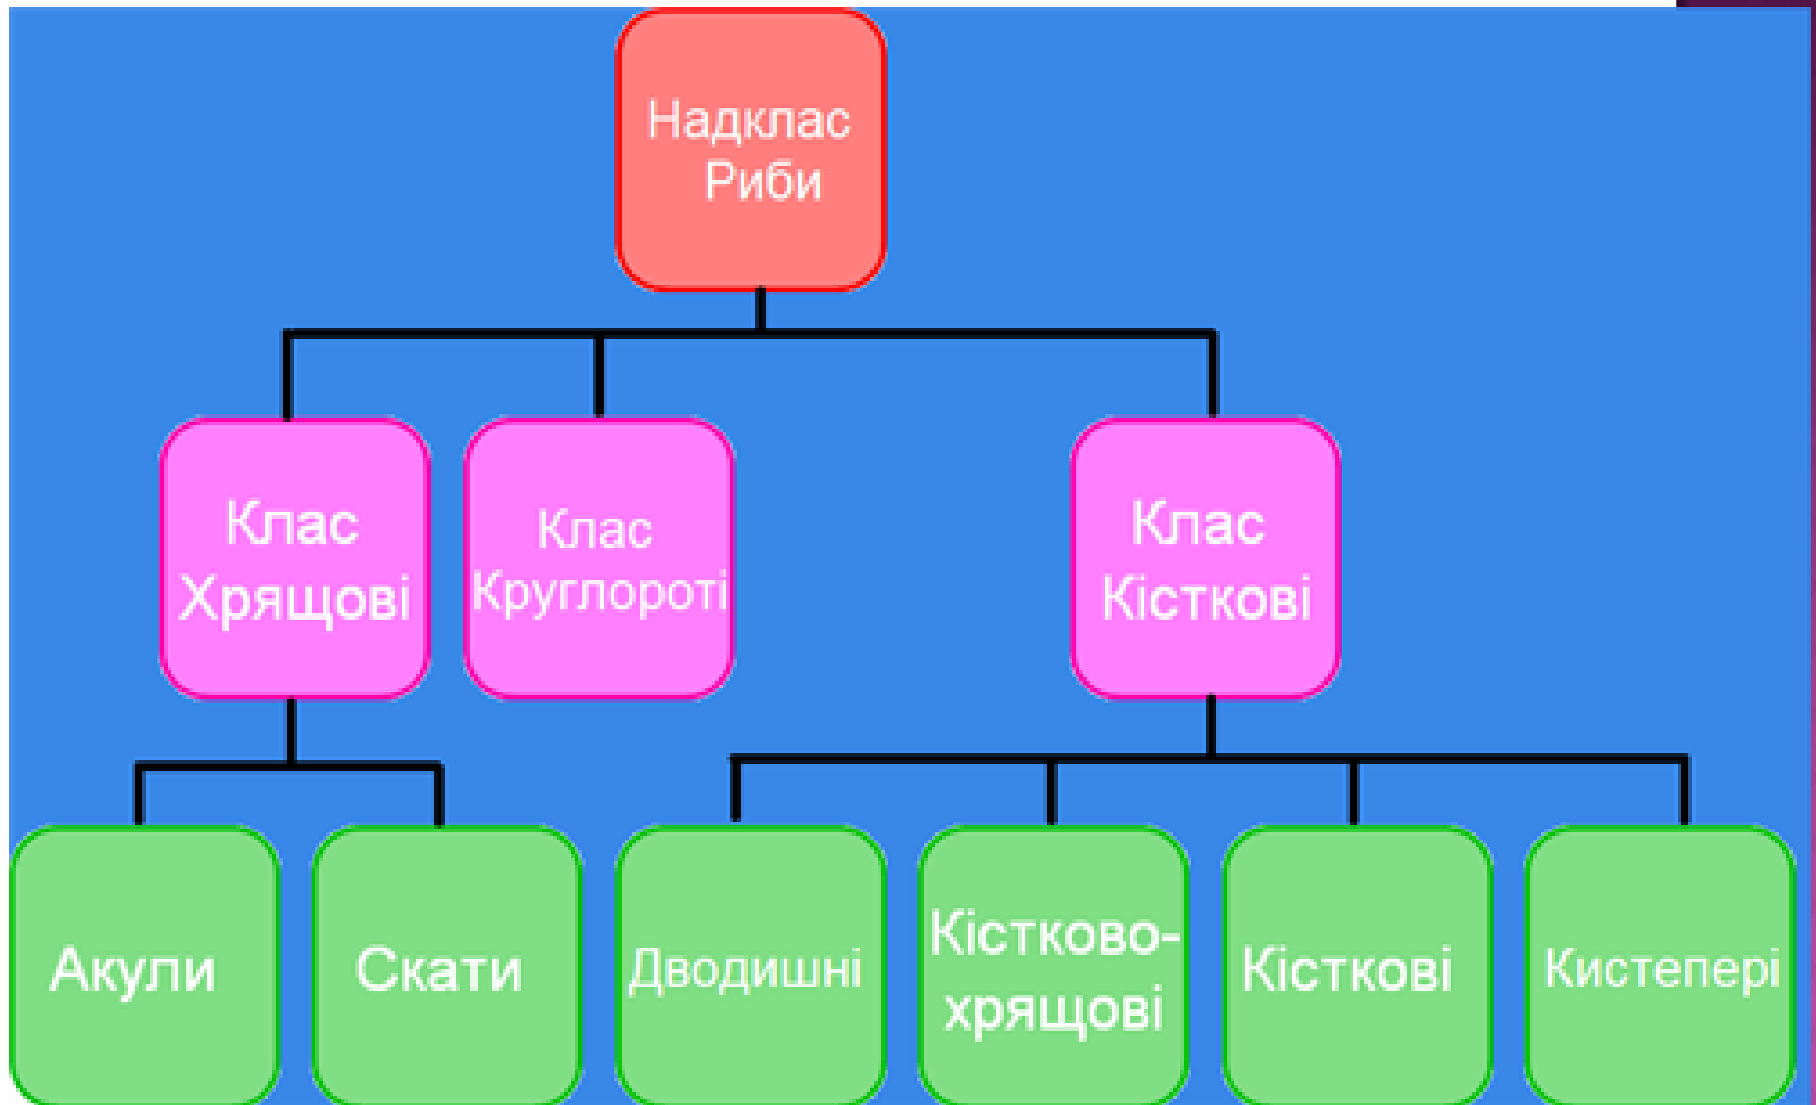 Надклас
Риби
Клас
Хрящові
Клас
Круглороті
Клас
Кісткові
Акули
Скати
Дводишні
Кістково-
хрящові
Кісткові
Кистепері